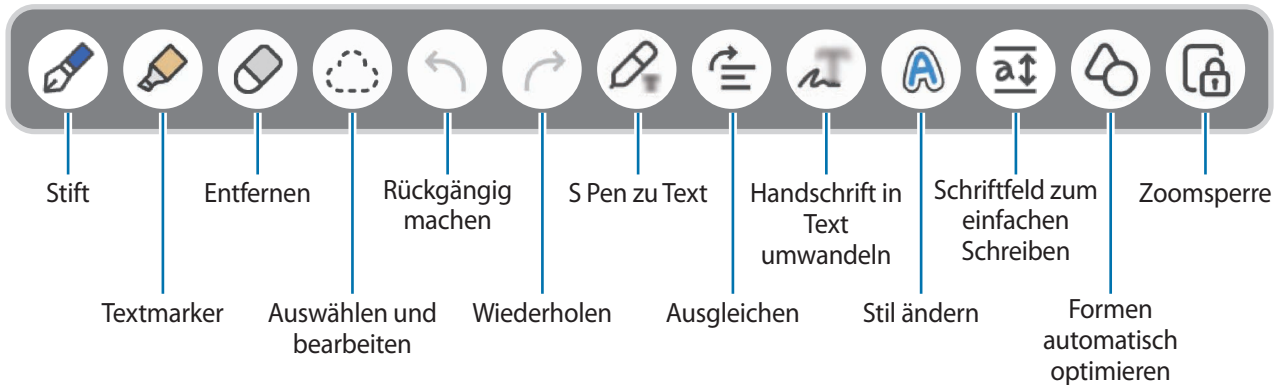 Stift
Entfernen
Rückgängig
machen
S Pen zu Text
Handschrift in
Text
umwandeln
Schriftfeld zum
einfachen
Schreiben
Zoomsperre
Textmarker
Auswählen und
bearbeiten
Wiederholen
Ausgleichen
Stil ändern
Formen
automatisch
optimieren